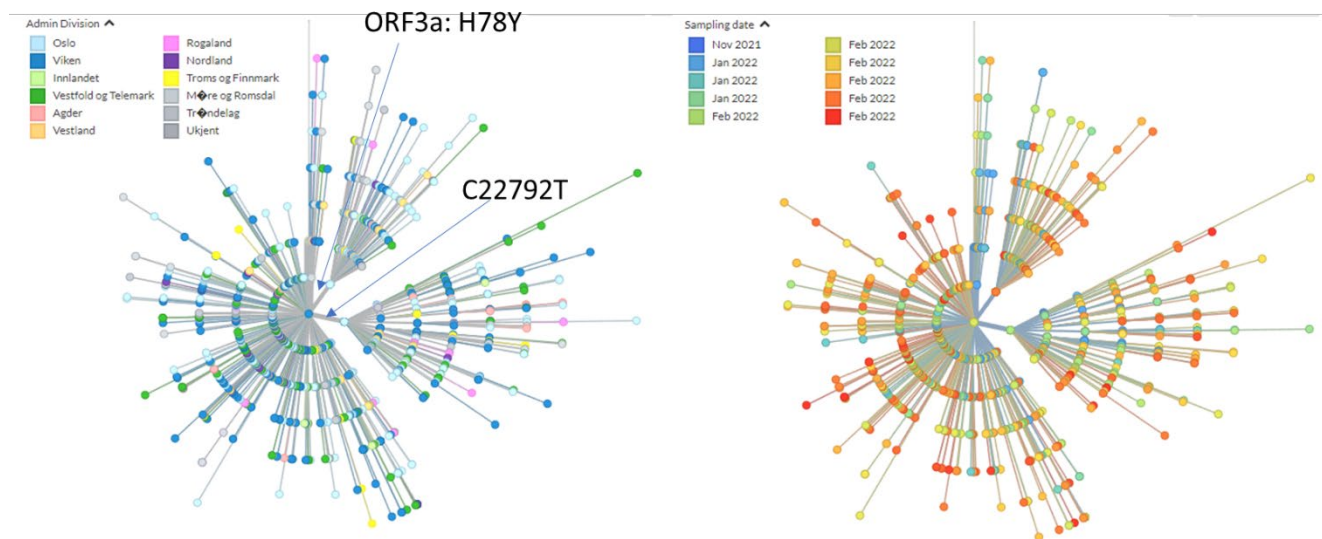 ORF3a: H78Y
C22792T
Admin Division
Oslo
Viken
Innlandet
Vestfold og Telemark
Agder
Vestland
Rogaland
Nordland
Troms og Finnmark
M�re og Romsdal
Tr�ndelag
Ukjent
Sampling date
Nov 2021
Jan 2022
Jan 2022
Jan 2022
Feb 2022
Feb 2022
Feb 2022
Feb 2022
Feb 2022
Feb 2022